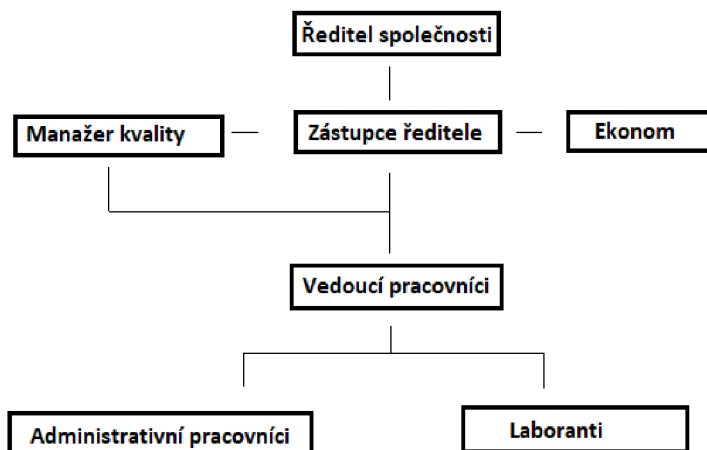 Ředitel společnosti
Manažer kvality
Zástupce ředitele
Ekonom
Vedoucí pracovníci
Administrativní pracovníci
Laboranti